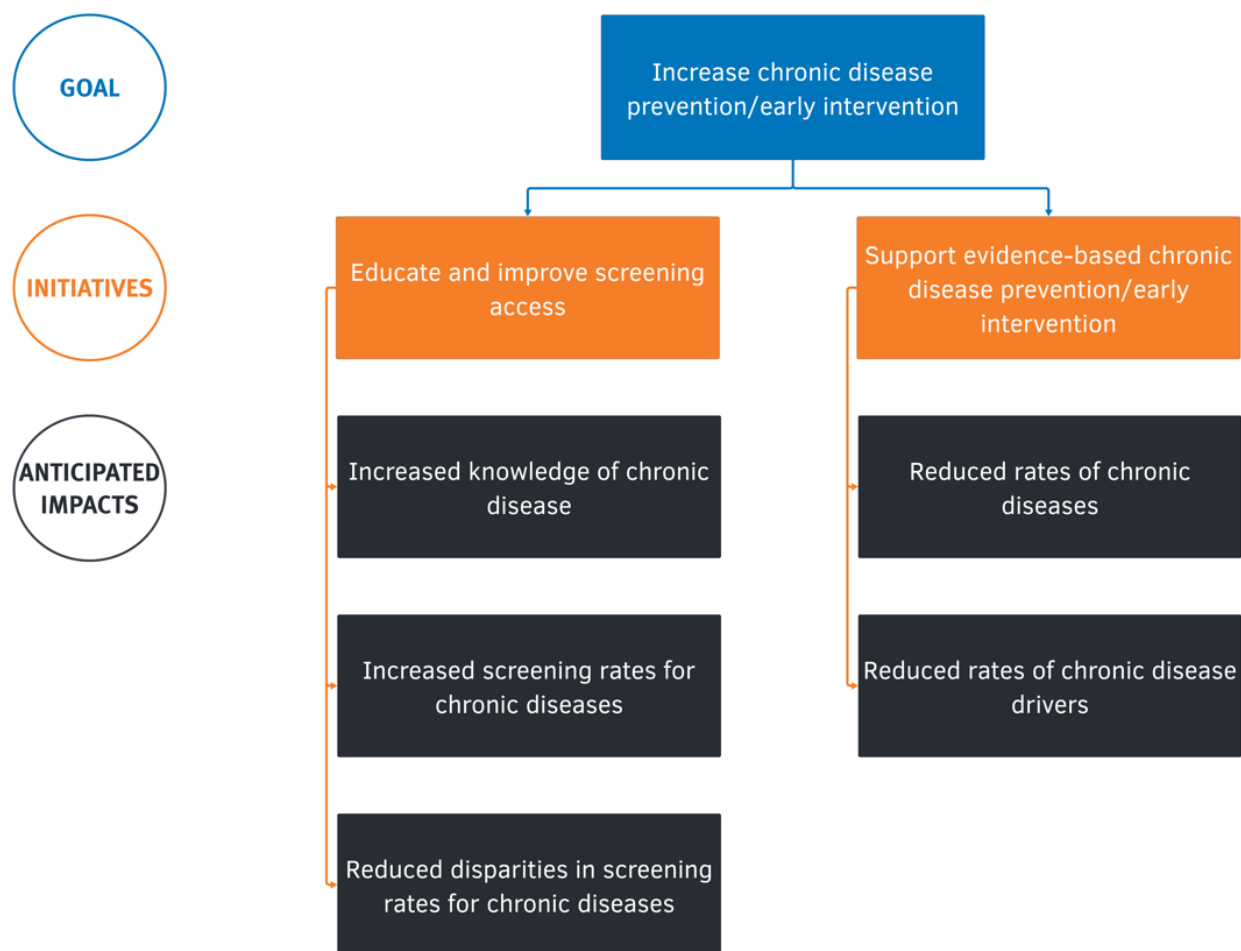 GOAL
Increase chronic disease
prevention/early intervention
INITIATIVES
Educate and improve screening
access
Support evidence-based chronic
disease prevention/early
intervention
ANTICIPATED
IMPACTS
Increased knowledge of chronic
disease
Reduced rates of chronic
diseases
Increased screening rates for
chronic diseases
Reduced rates of chronic disease
drivers
Reduced disparities in screening
rates for chronic diseases